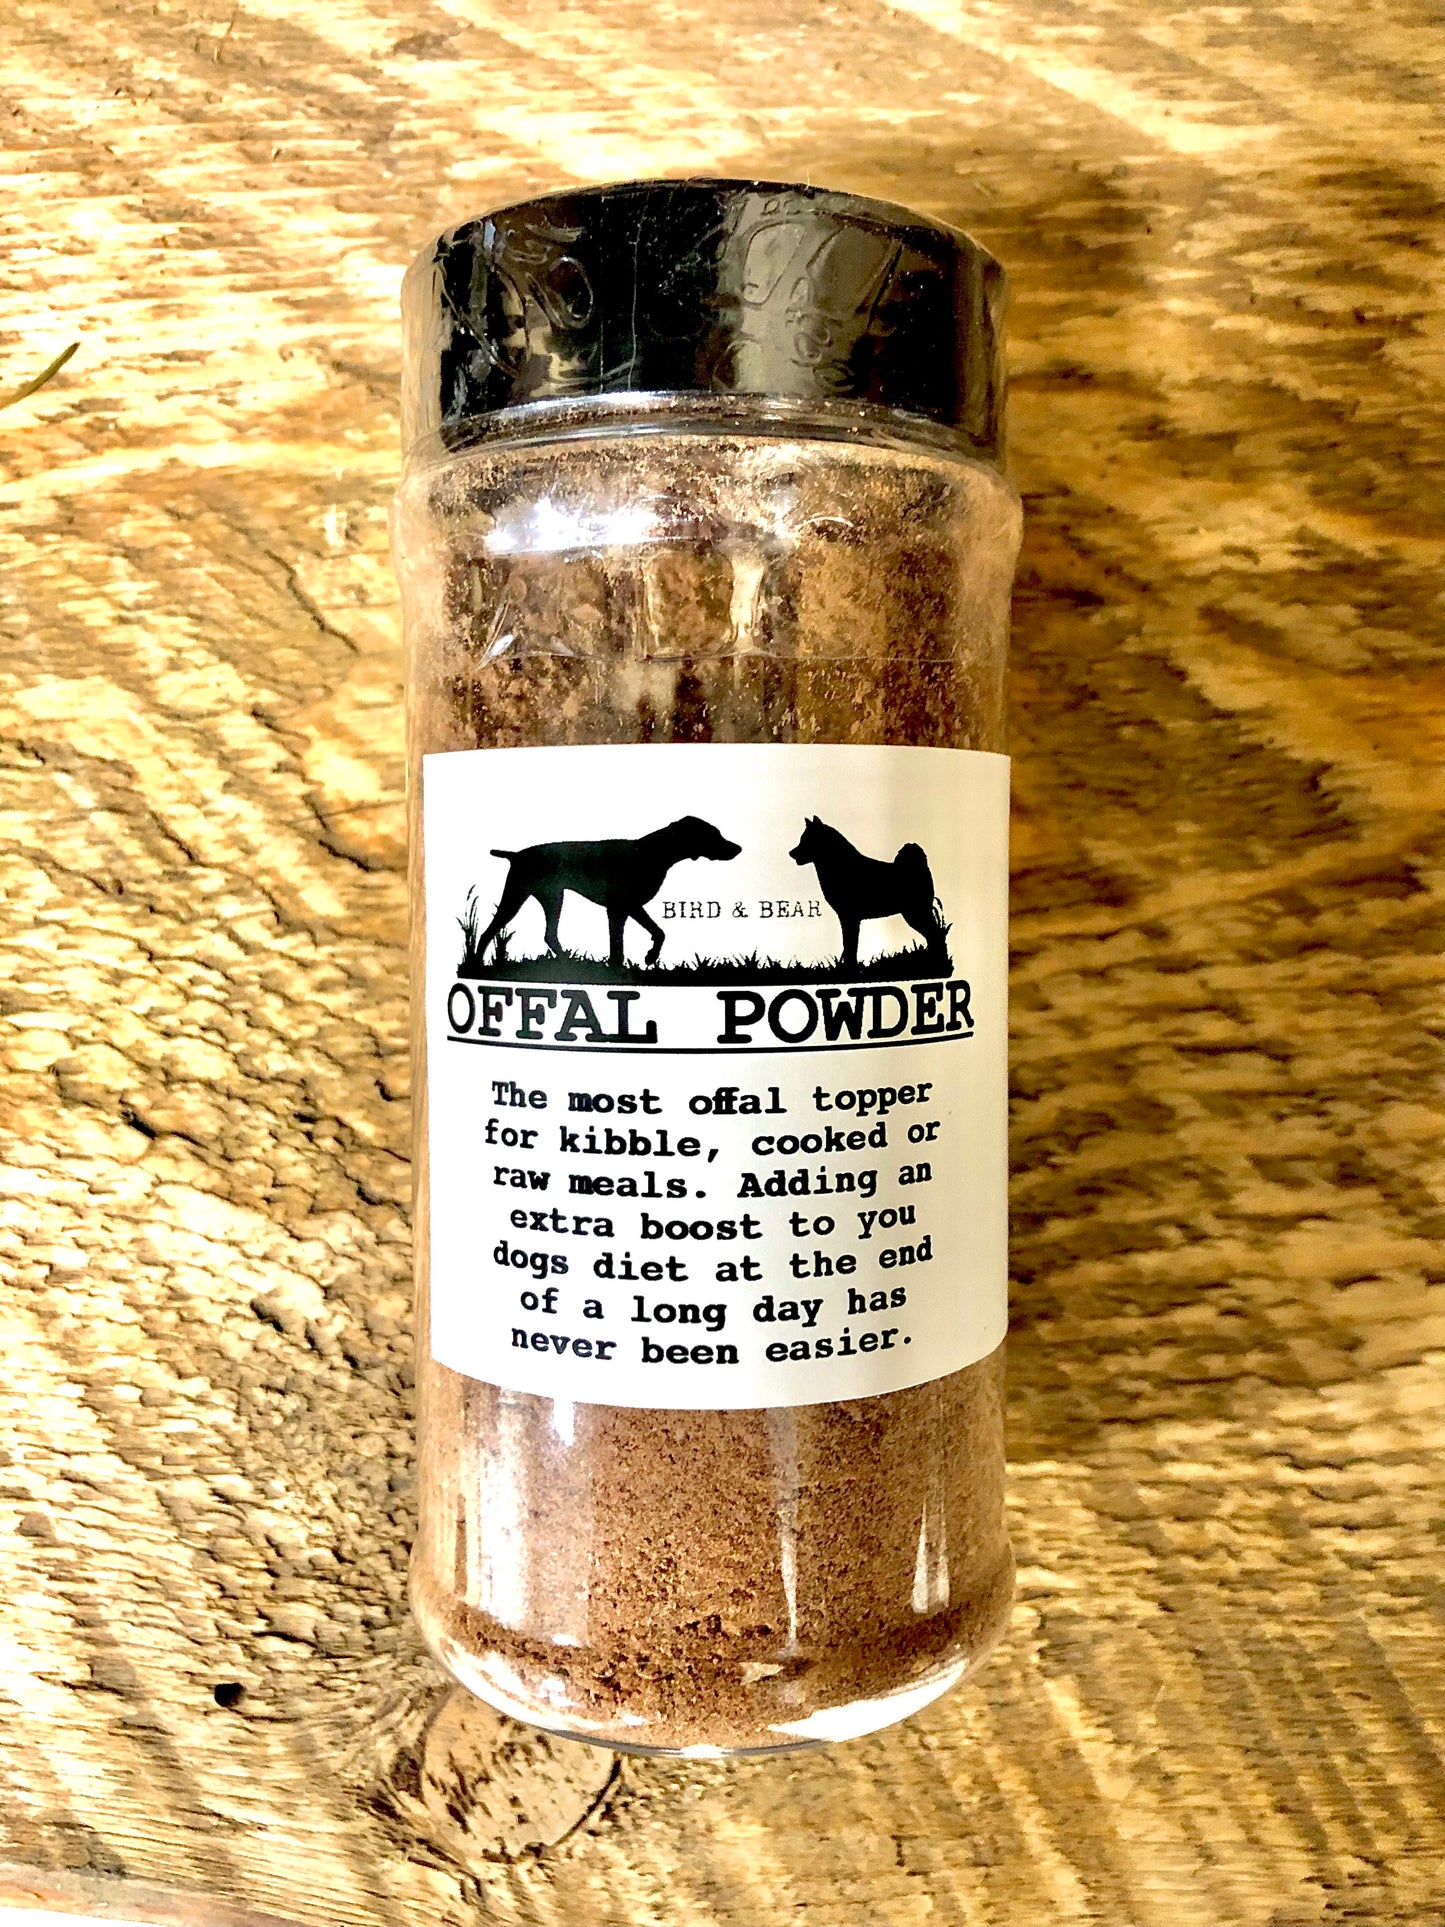 BIRD & BEAR
OFFAL POWDER
The most offal topper
for kibble, cooked or
raw meals. Adding an
extra boost to you
dogs diet at the end
of a long day has
never been easier.